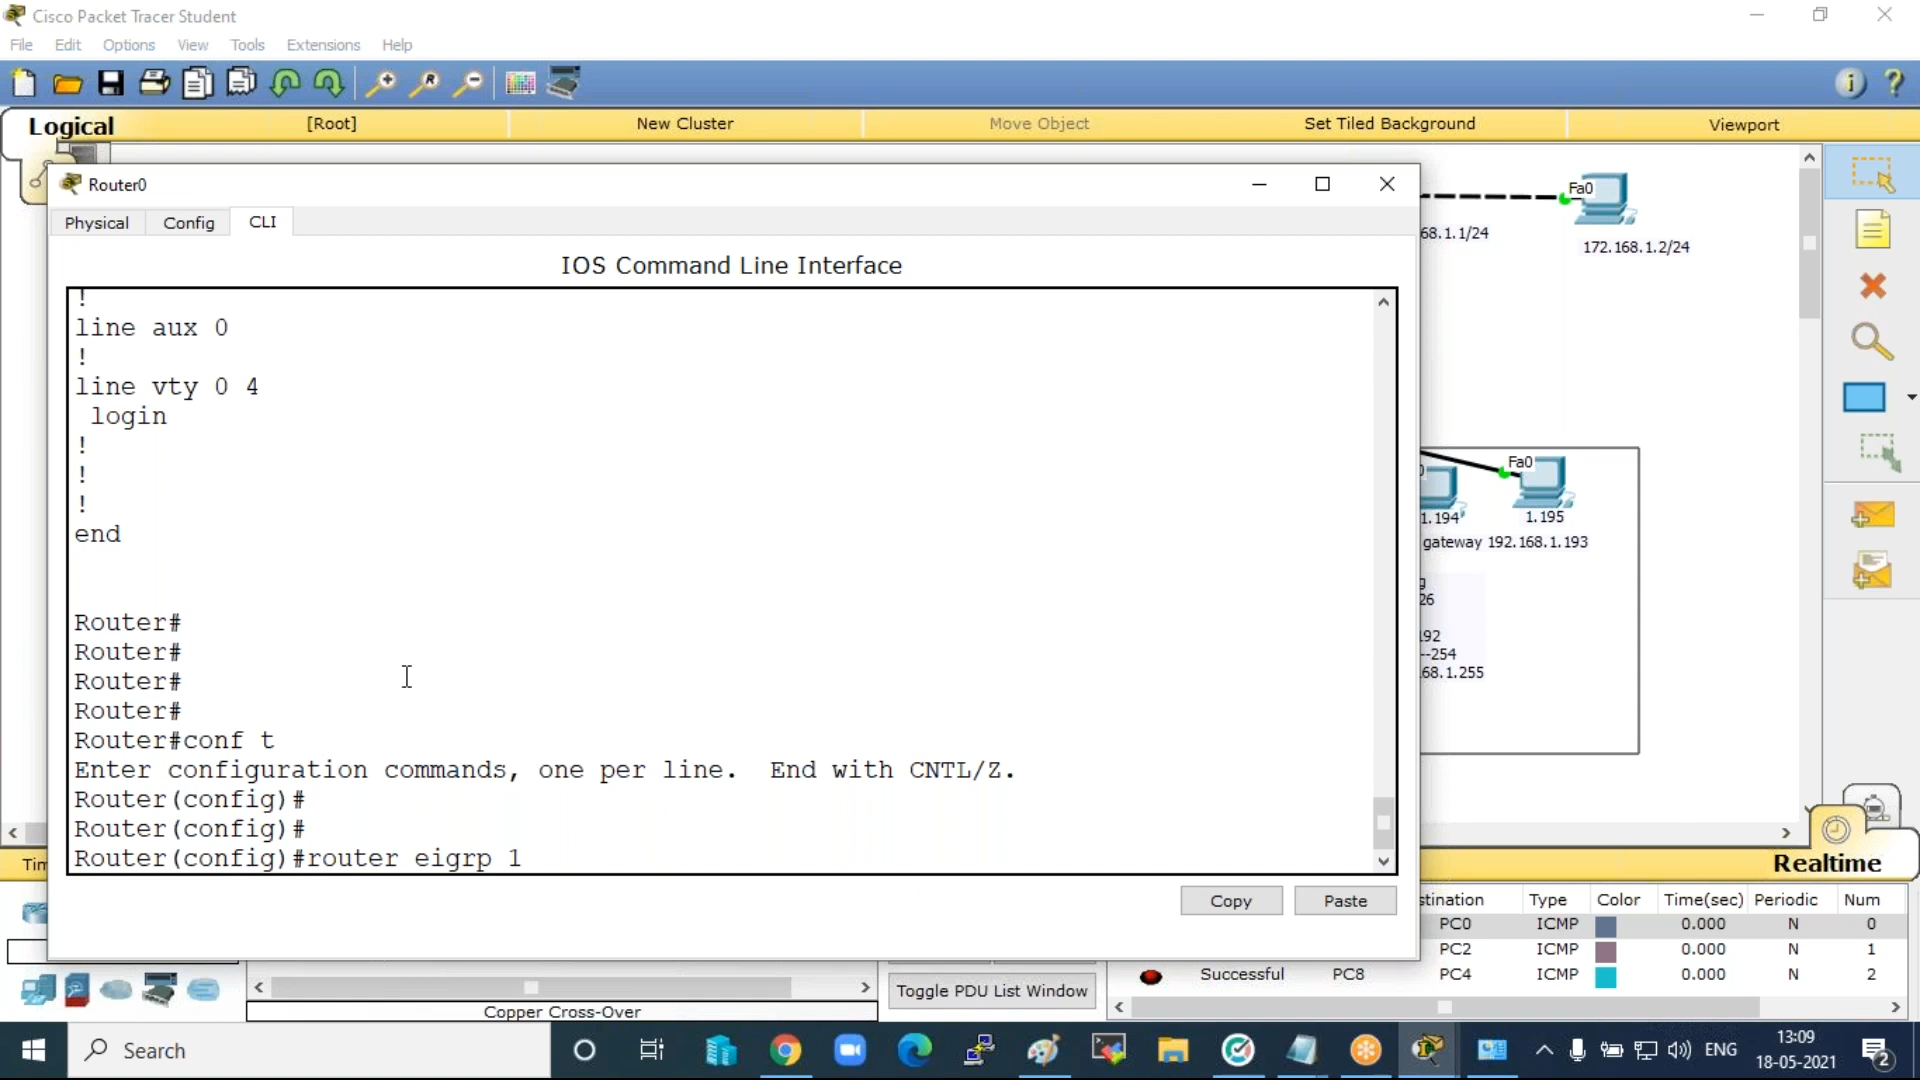 Cisco Packet Tracer Student
File Edit Options View Tools Extensions Help
Logical [Root] New Cluster Move Object Set Tiled Background Viewport
Router0
Physical Config CLI
IOS Command Line Interface
!
line aux 0
!
line vty 0 4
login
!
!
!
end
Router#
Router#
Router#
Router#
Router#conf t
Enter configuration commands, one per line. End with CNTL/Z.
Router(config)#
Router(config)#
Router(config)#router eigrp 1
Copy Paste
Fa0
68.1.1/24
172.168.1.2/24
Fa0
1.194
1.195
gateway 192.168.1.193
26
192
--254
68.1.255
Realtime
stination Type Color Time(sec) Periodic Num
PC0 ICMP 0.000 N 0
PC2 ICMP 0.000 N 1
Successful PC8 PC4 ICMP 0.000 N 2
Tim
Toggle PDU List Window
Copper Cross-Over
Search
ENG
13:09
18-05-2021
2